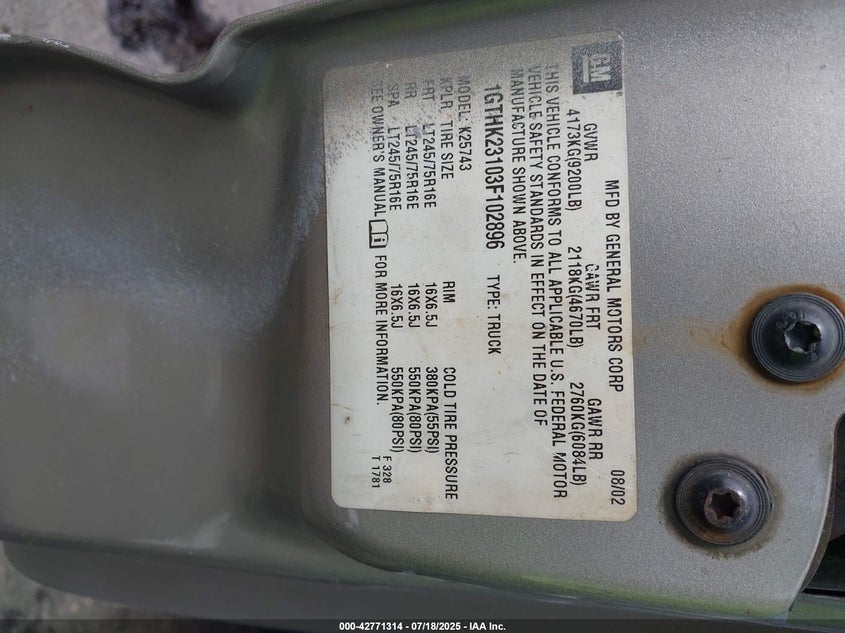 GM®
MFD BY GENERAL MOTORS CORP 08/02
GVWR GAWR FRT GAWR RR
4173KG(9200LB) 2118KG(4670LB) 2760KG(6084LB)
THIS VEHICLE CONFORMS TO ALL APPLICABLE U.S. FEDERAL MOTOR
VEHICLE SAFETY STANDARDS IN EFFECT ON THE DATE OF
MANUFACTURE SHOWN ABOVE.
1GTHK23103F102896 TYPE: TRUCK
MODEL: K25743
KPLR TIRE SIZE RIM COLD TIRE PRESSURE
FRT LT245/75R16E 16X6.5J 380KPA(55PSI)
RR LT245/75R16E 16X6.5J 550KPA(80PSI)
SPA LT245/75R16E 16X6.5J 550KPA(80PSI)
SEE OWNER'S MANUAL FOR MORE INFORMATION.
F 328
T 1781
000-42771314 / 07/18/2025 - IAA Inc.